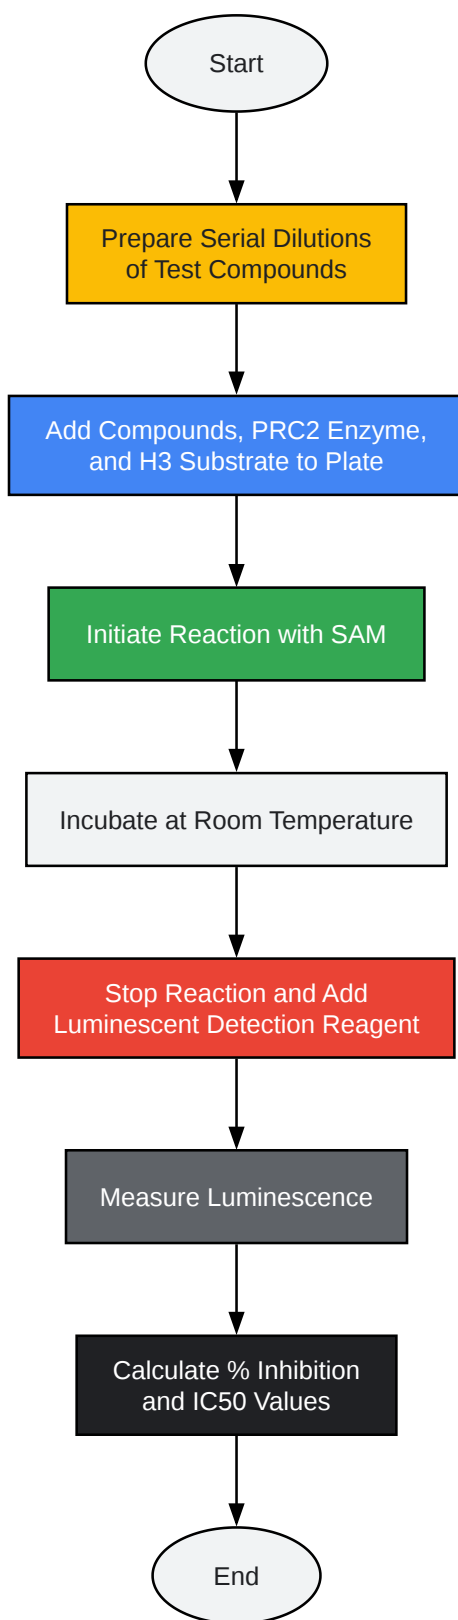 Start
Prepare Serial Dilutions
of Test Compounds
Add Compounds, PRC2 Enzyme,
and H3 Substrate to Plate
Initiate Reaction with SAM
Incubate at Room Temperature
Stop Reaction and Add
Luminescent Detection Reagent
Measure Luminescence
Calculate % Inhibition
and IC50 Values
End